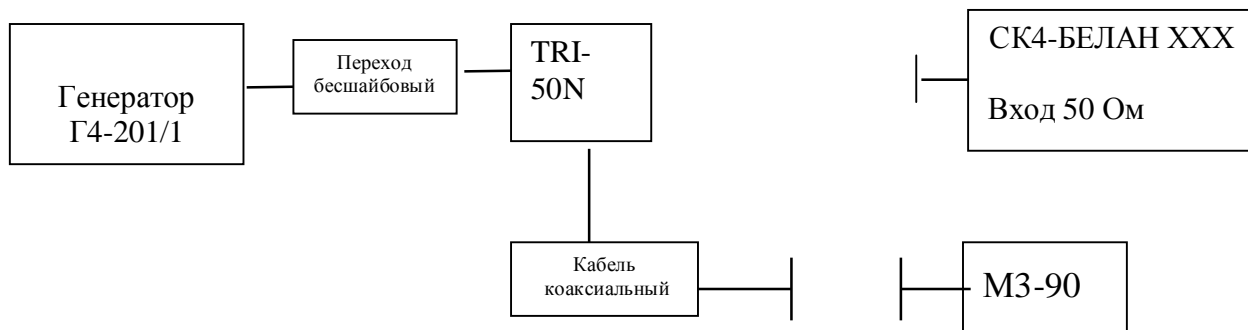 Генератор
Г4-201/1
Переход
бесшайбовый
TRI-
50N
СК4-БЕЛАН ХХХ
Вход 50 Ом
Кабель
коаксиальный
М3-90